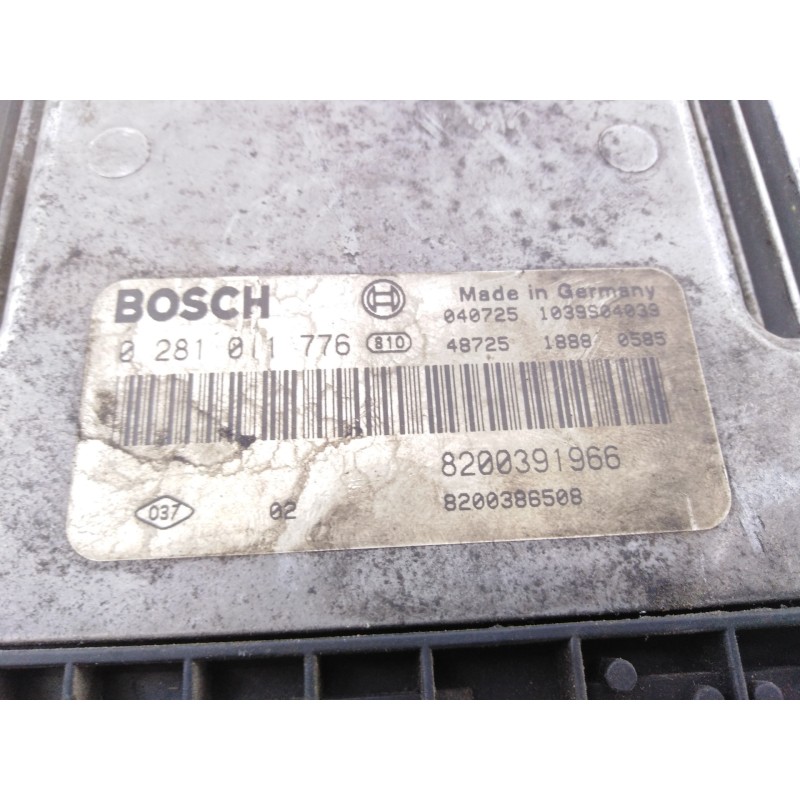 BOSCH
Made in Germany
040725 1039S04039
0 281 011 776 810
48725 1888 0585
8200391966
037 02 8200386508